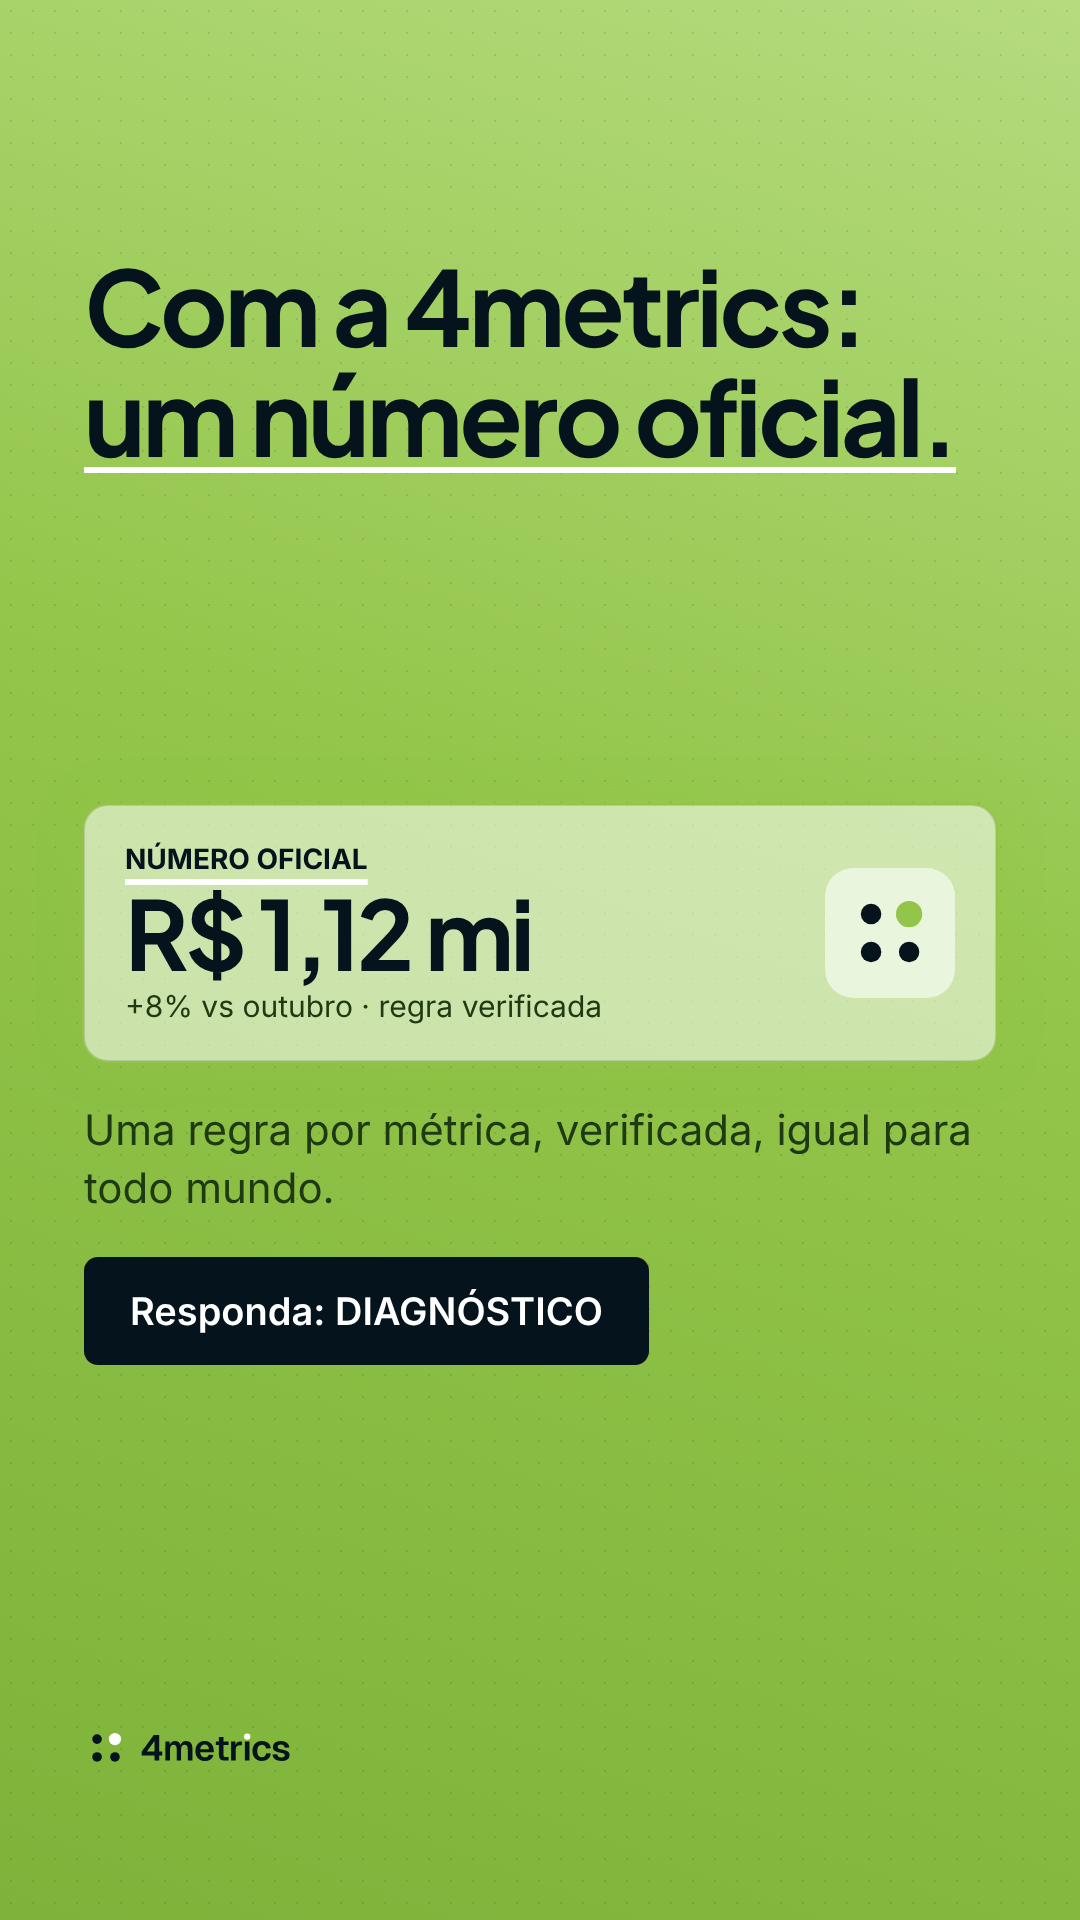 Com a 4metrics:
um número oficial.
NÚMERO OFICIAL
R$ 1,12 mi
+8% vs outubro · regra verificada
Uma regra por métrica, verificada, igual para
todo mundo.
Responda: DIAGNÓSTICO
4metrics